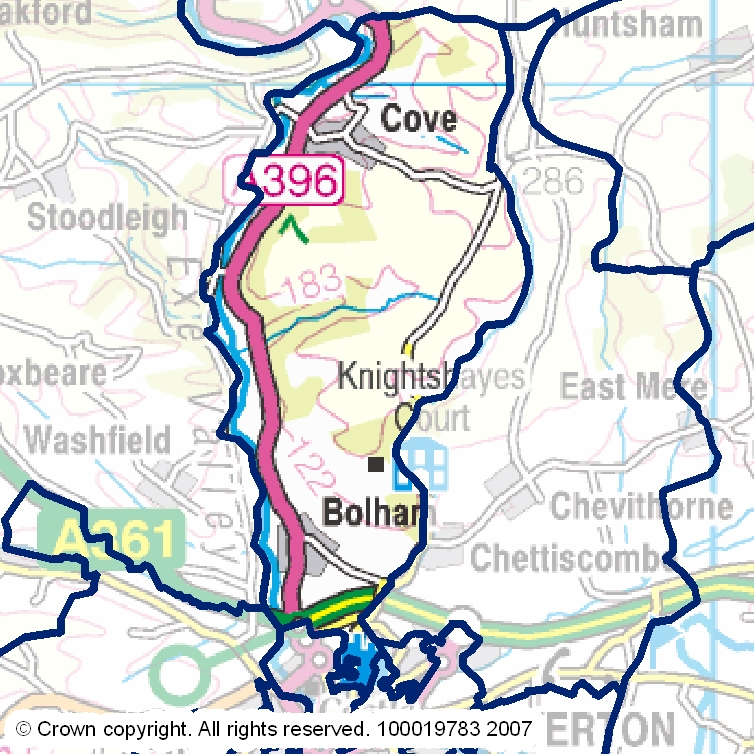 akford
untsham
Cove
A396
286
Stoodleigh
Exe Valley
183
oxbeare
Knightshayes
Court
East Mere
Washfield
122
Bolham
Chevithorne
A361
Chettiscombe
© Crown copyright. All rights reserved. 100019783 2007
ERTON